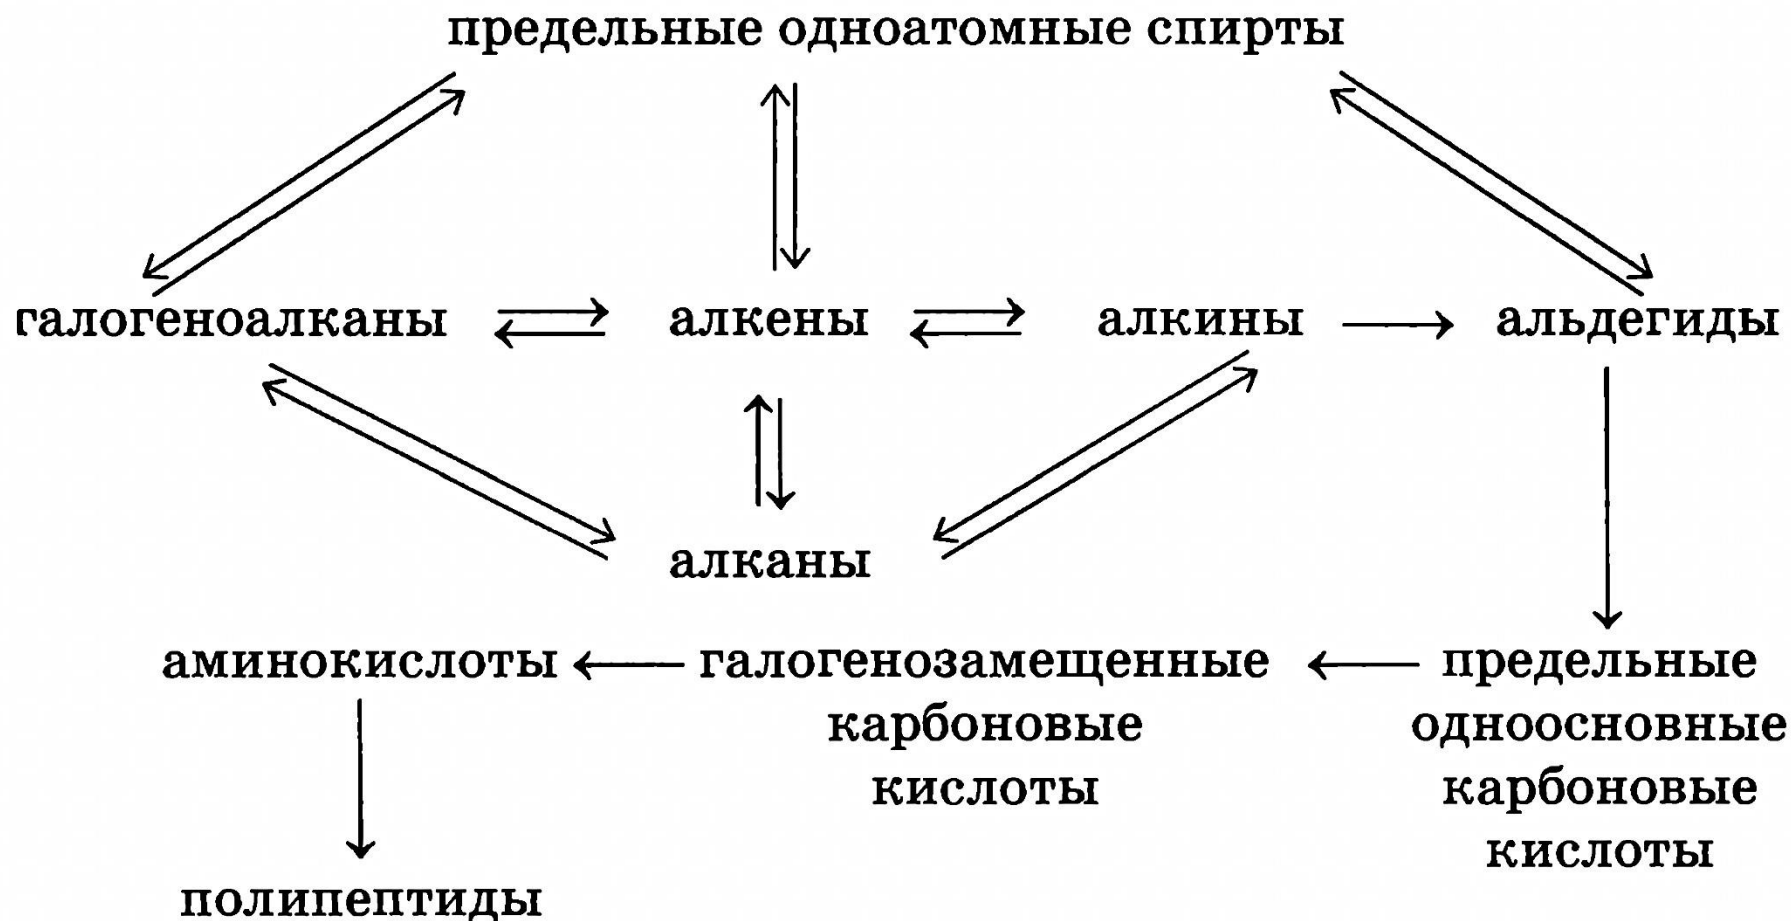 предельные одноатомные спирты
галогеноалканы алкены алкины альдегиды
алканы
аминокислоты галогенозамещенные предельные
карбоновые одноосновные
кислоты карбоновые
кислоты
полипептиды